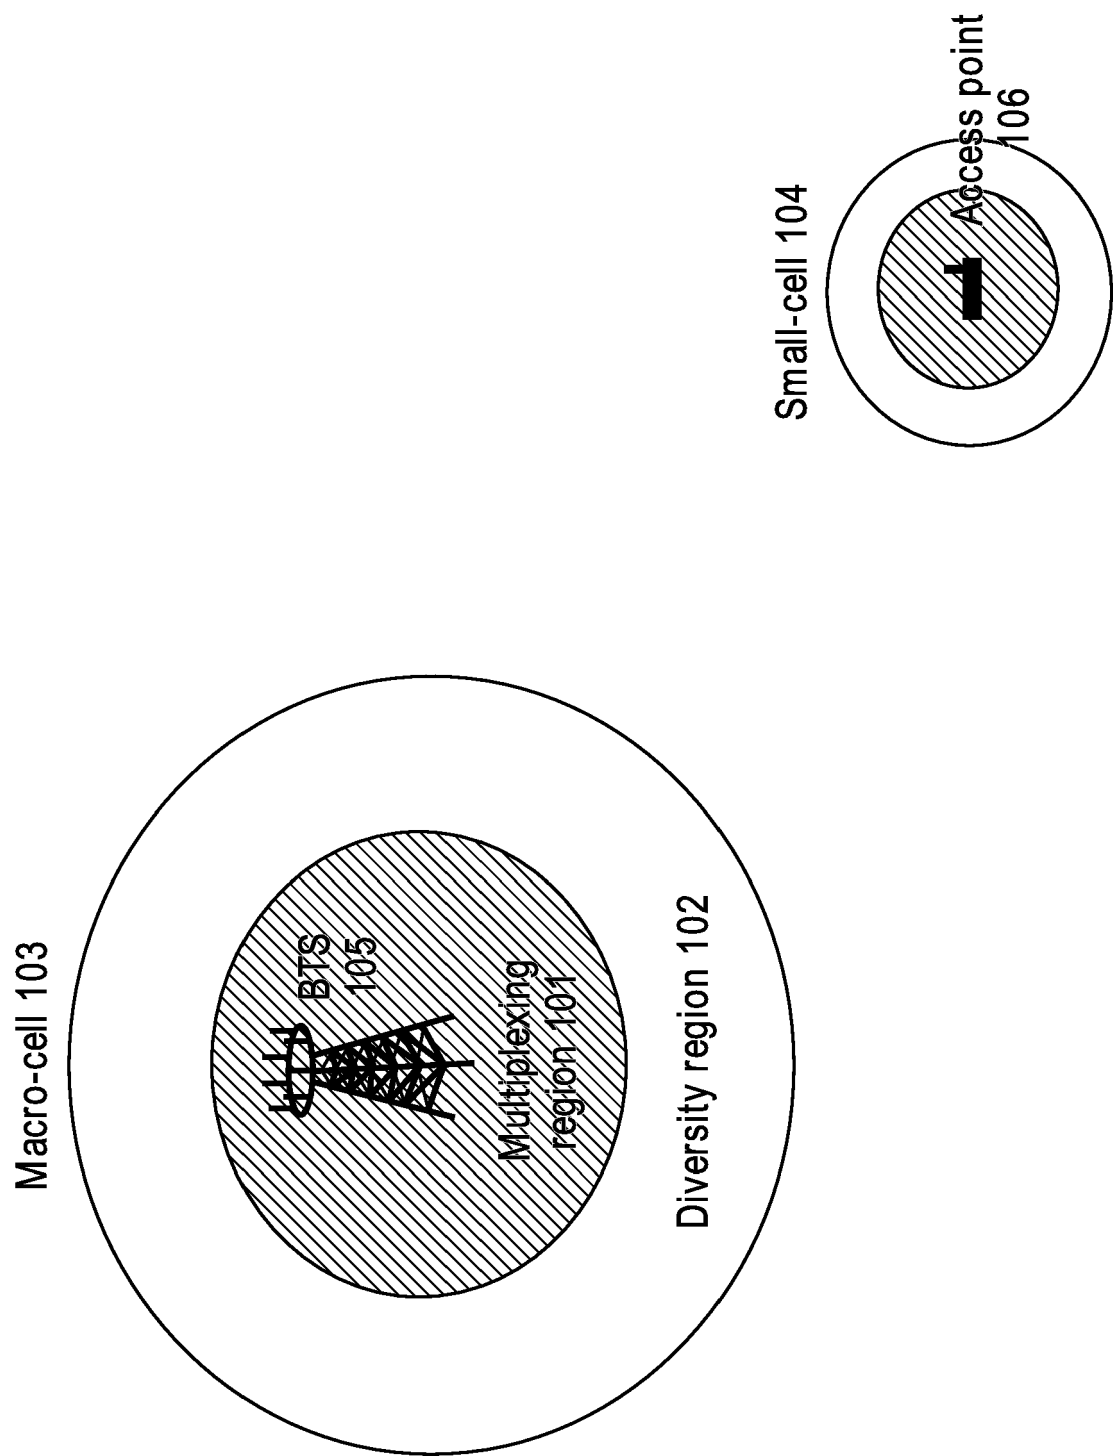 Macro-cell 103
BTS
105
Multiplexing
region 101
Diversity region 102
Small-cell 104
Access point
106